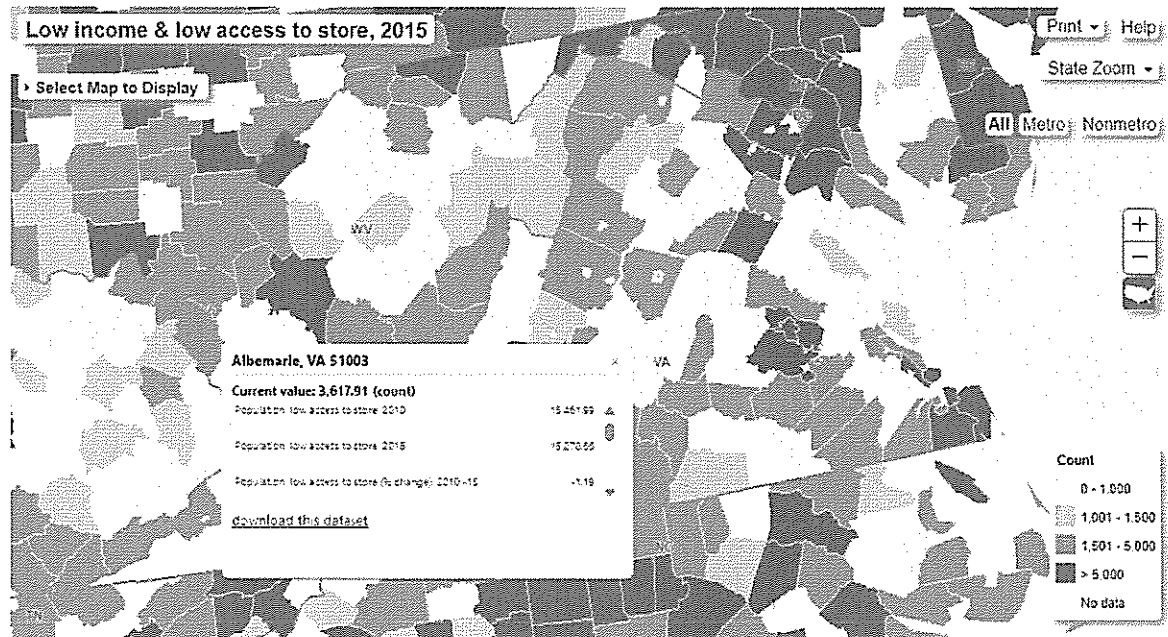 Low income & low access to store, 2015
Print
Help
Select Map to Display
State Zoom
All Metro Nonmetro
WV
VA
Albemarle, VA 51003
×
Current value: 3,617.91 (count)
Population, low access to store, 2010
Population, low access to store, 2015
Population, low access to store (% change), 2010-15 -1.19
download this dataset
+
−
Count
0 - 1,000
1,001 - 1,500
1,501 - 5,000
> 5,000
No data